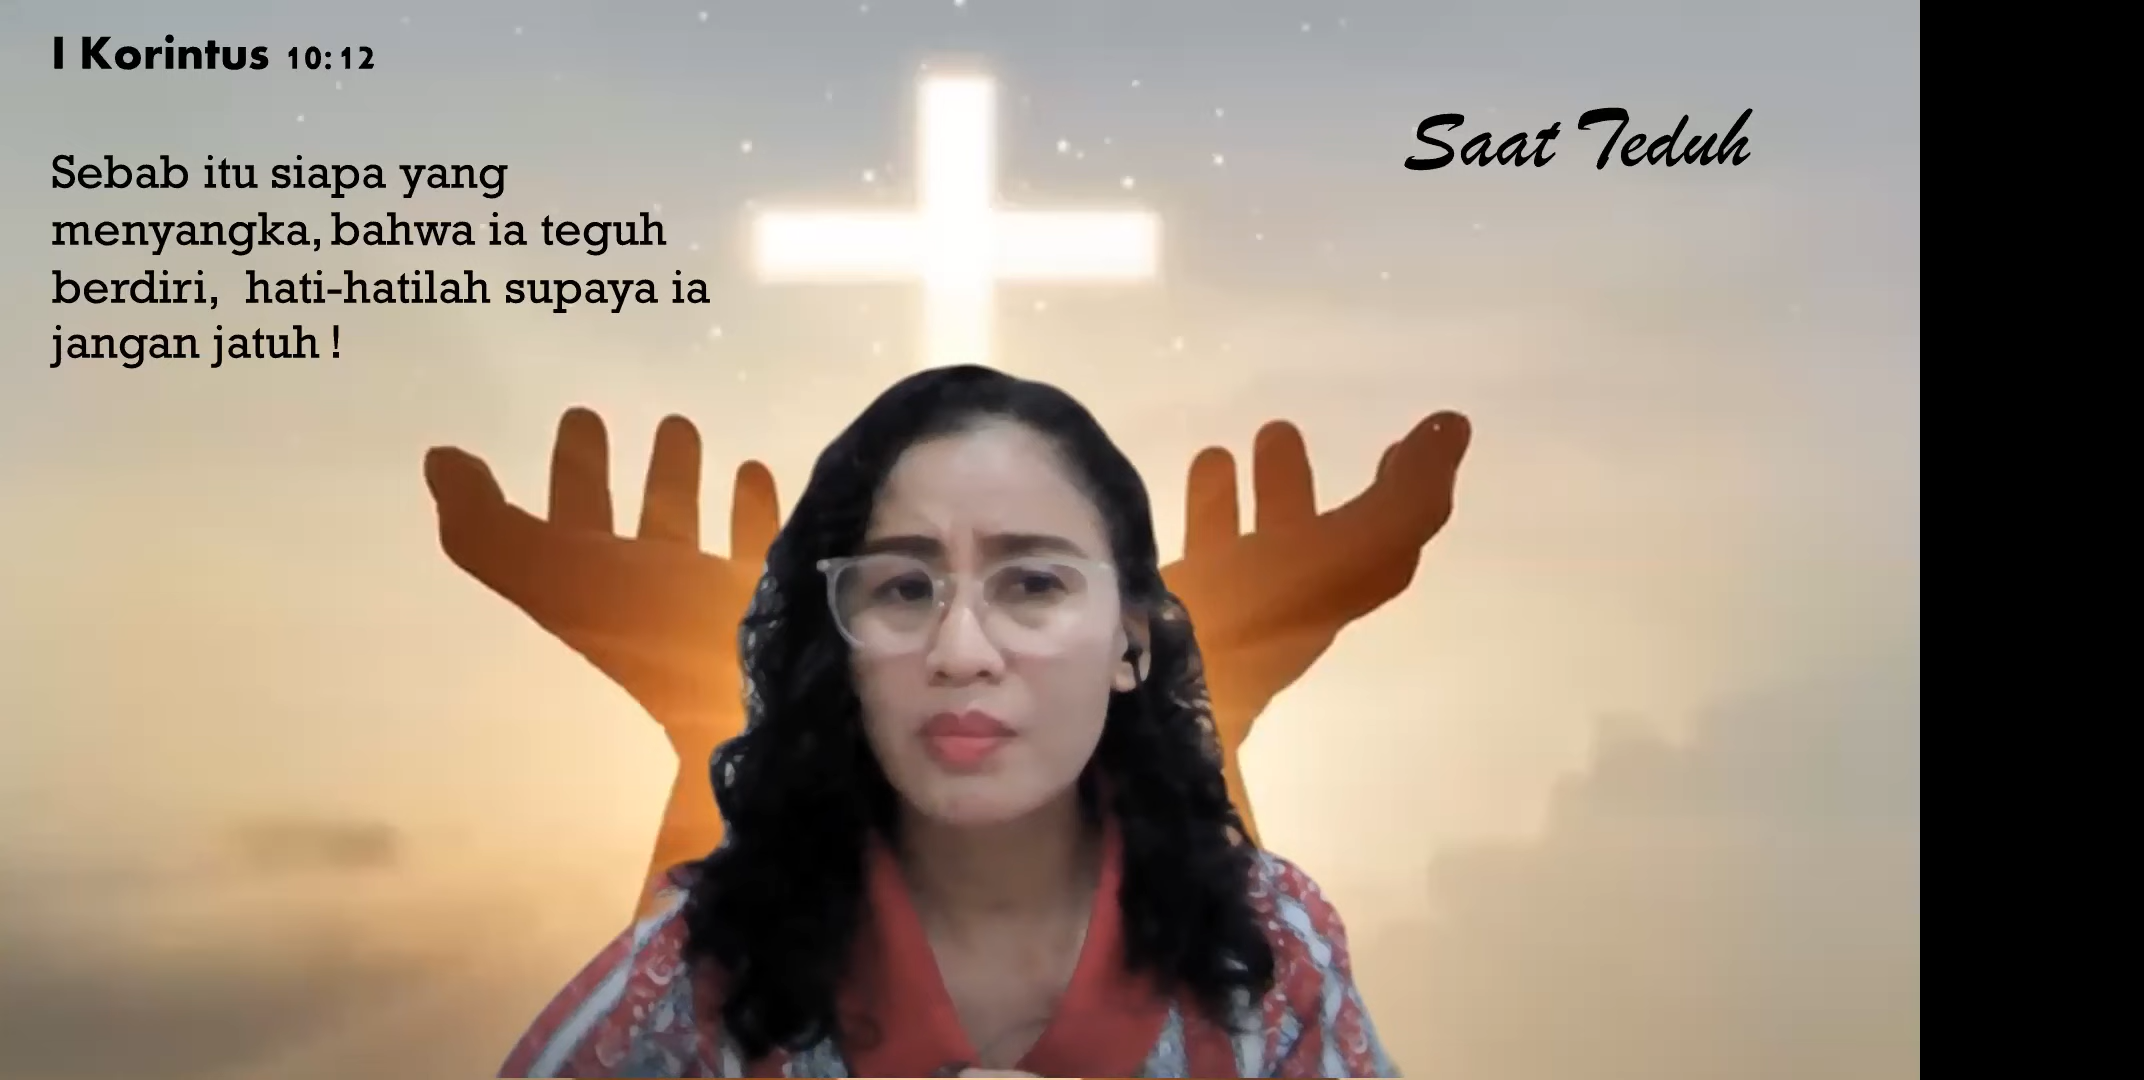 I Korintus 10:12
Saat Teduh
Sebab itu siapa yang
menyangka, bahwa ia teguh
berdiri, hati-hatilah supaya ia
jangan jatuh !